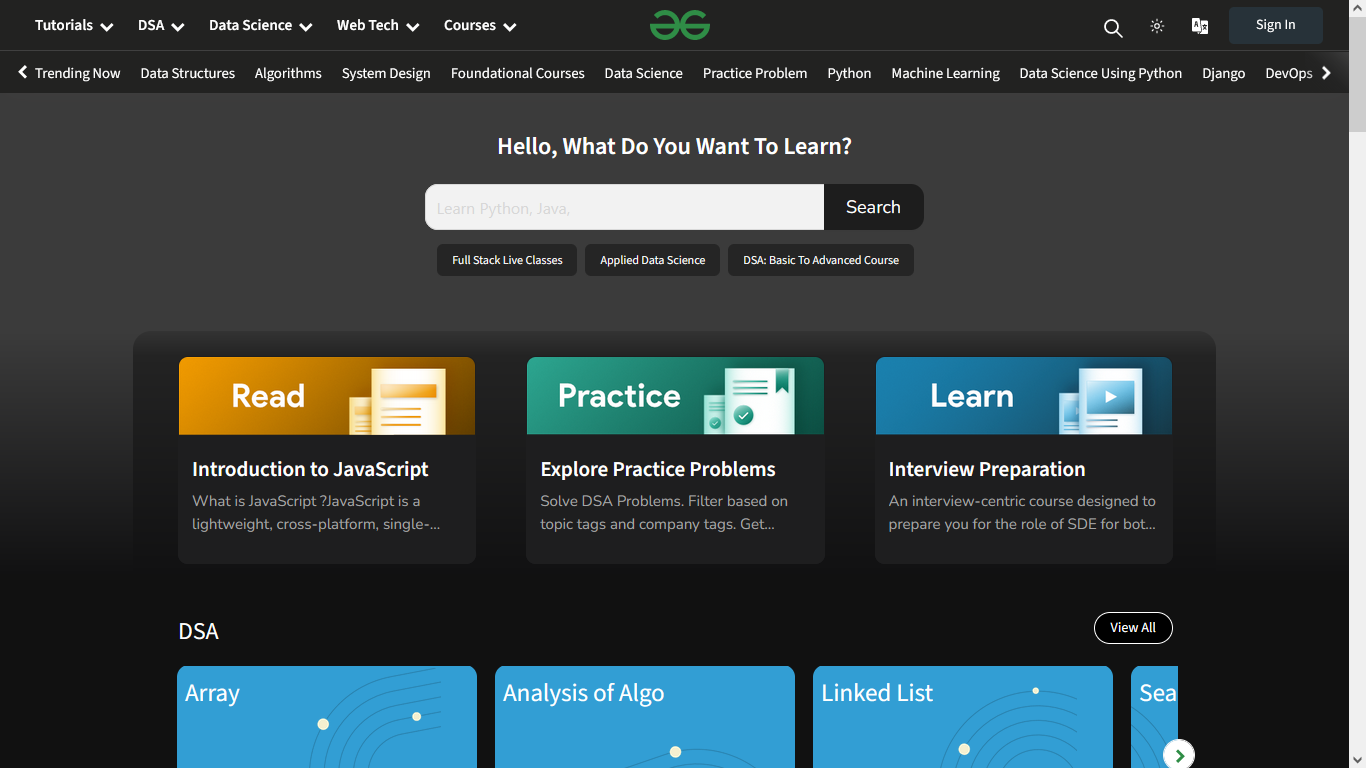 Tutorials DSA Data Science Web Tech Courses Sign In
Trending Now Data Structures Algorithms System Design Foundational Courses Data Science Practice Problem Python Machine Learning Data Science Using Python Django DevOps
Hello, What Do You Want To Learn?
Learn Python, Java, Search
Full Stack Live Classes Applied Data Science DSA: Basic To Advanced Course
Read
Introduction to JavaScript
What is JavaScript ?JavaScript is a
lightweight, cross-platform, single-...
Practice
Explore Practice Problems
Solve DSA Problems. Filter based on
topic tags and company tags. Get...
Learn
Interview Preparation
An interview-centric course designed to
prepare you for the role of SDE for bot...
DSA View All
Array Analysis of Algo Linked List Sea